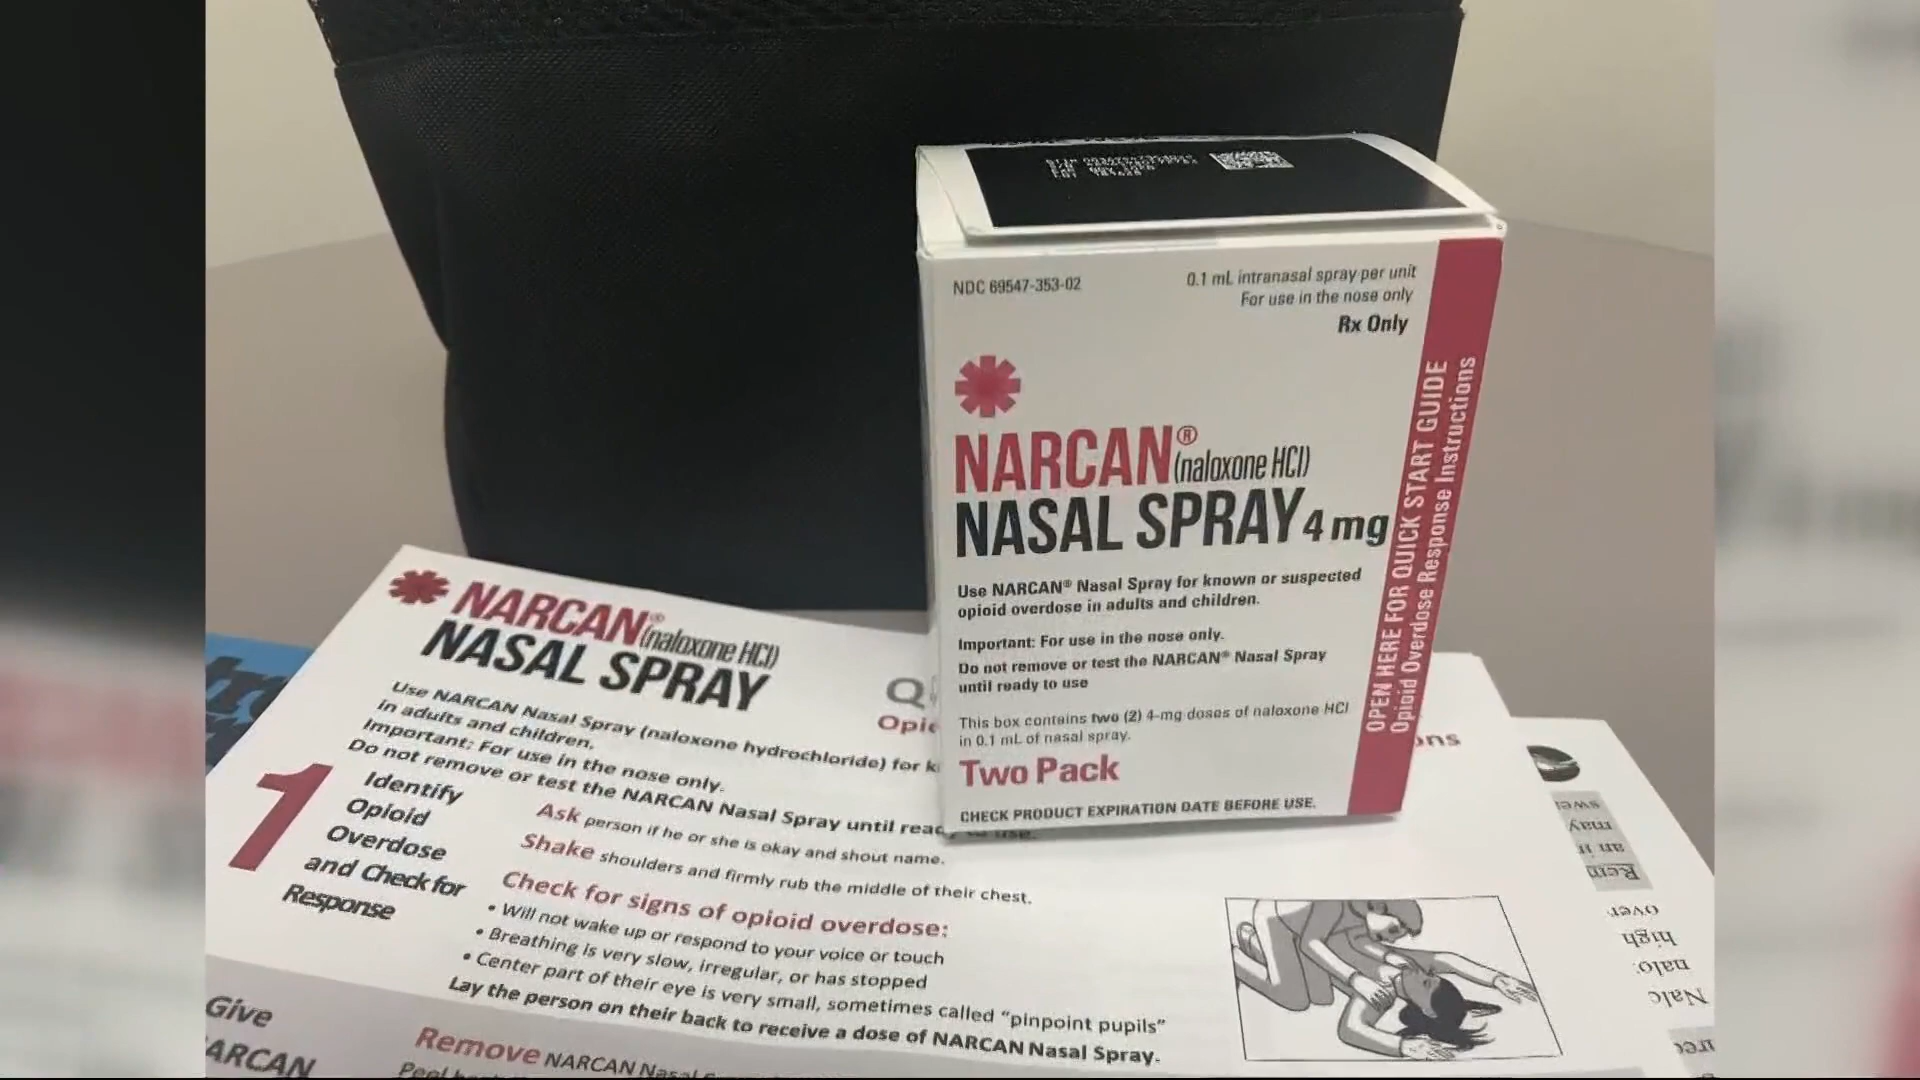 NDC 69547-353-02
0.1 mL intranasal spray per unit
For use in the nose only
Rx Only
NARCAN®
(naloxone HCl)
NASAL SPRAY 4 mg
Use NARCAN® Nasal Spray for known or suspected
opioid overdose in adults and children.
Important: For use in the nose only.
Do not remove or test the NARCAN® Nasal Spray
until ready to use
This box contains two (2) 4-mg doses of naloxone HCl
in 0.1 mL of nasal spray.
Two Pack
CHECK PRODUCT EXPIRATION DATE BEFORE USE.
OPEN HERE FOR QUICK START GUIDE
Opioid Overdose Response Instructions
NARCAN®
(naloxone HCl)
NASAL SPRAY
Use NARCAN Nasal Spray (naloxone hydrochloride) for
in adults and children.
Important: For use in the nose only.
Do not remove or test the NARCAN Nasal Spray until
1
Identify
Opioid
Overdose
and Check for
Response
Ask person if he or she is okay and shout name.
Shake shoulders and firmly rub the middle of their chest.
Check for signs of opioid overdose:
• Will not wake up or respond to your voice or touch
• Breathing is very slow, irregular, or has stopped
• Center part of their eye is very small, sometimes called “pinpoint pupils”
Lay the person on their back to receive a dose of NARCAN Nasal Spray.
Give
Remove NARCAN
may
over
high